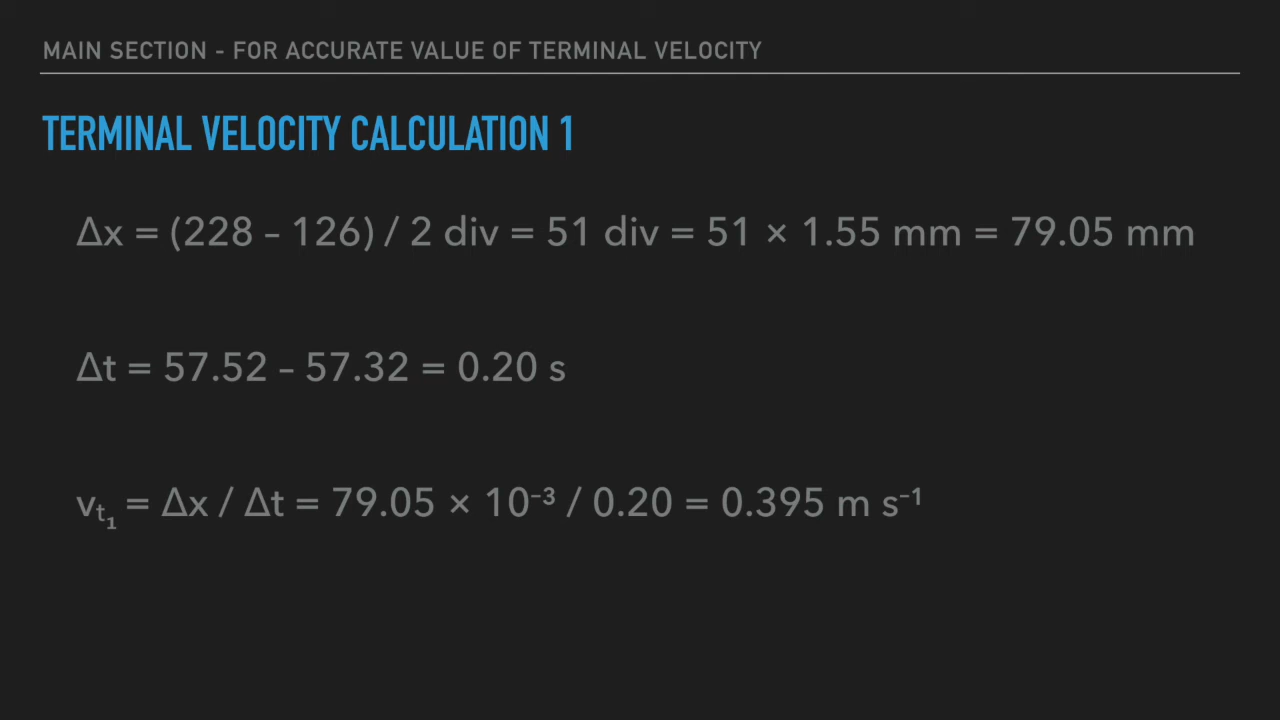 MAIN SECTION - FOR ACCURATE VALUE OF TERMINAL VELOCITY
TERMINAL VELOCITY CALCULATION 1
Δx = (228 – 126) / 2 div = 51 div = 51 × 1.55 mm = 79.05 mm
Δt = 57.52 – 57.32 = 0.20 s
vₜ₁ = Δx / Δt = 79.05 × 10⁻³ / 0.20 = 0.395 m s⁻¹